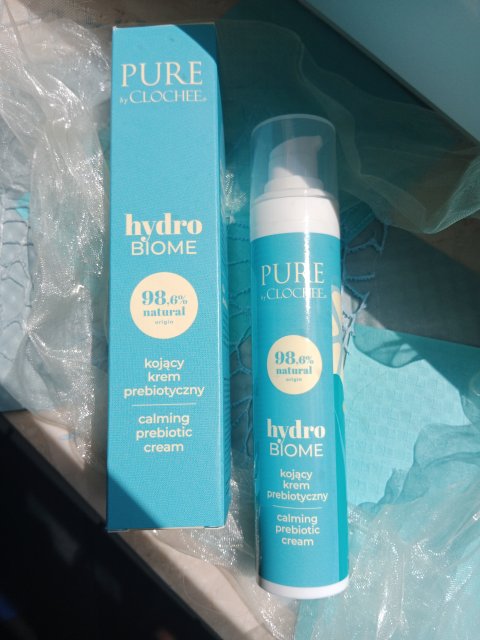 PURE
by CLOCHEE®
hydro
BIOME
98,6%
natural
origin
kojący
krem
prebiotyczny
calming
prebiotic
cream
PURE
by CLOCHEE®
98,6%
natural
origin
hydro
BIOME
kojący
krem
prebiotyczny
calming
prebiotic
cream